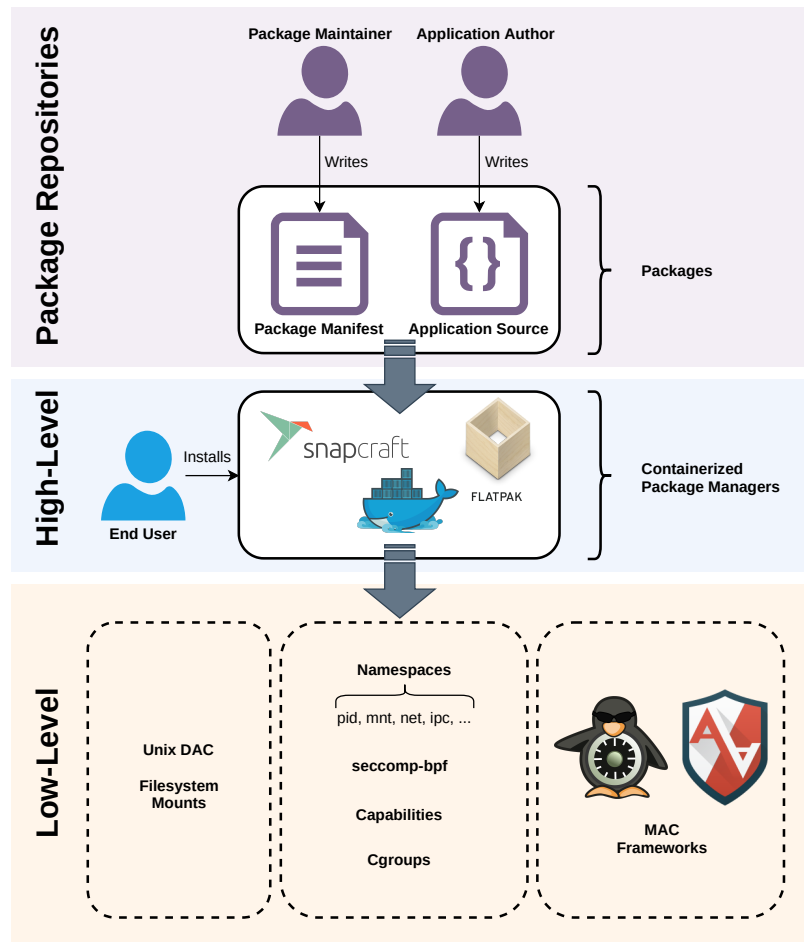 Package Repositories
Package Maintainer
Application Author
Writes
Writes
Package Manifest
Application Source
Packages
High-Level
End User
Installs
snapcraft
FLATPAK
Containerized
Package Managers
Low-Level
Unix DAC
Filesystem
Mounts
Namespaces
pid, mnt, net, ipc, ...
seccomp-bpf
Capabilities
Cgroups
MAC
Frameworks